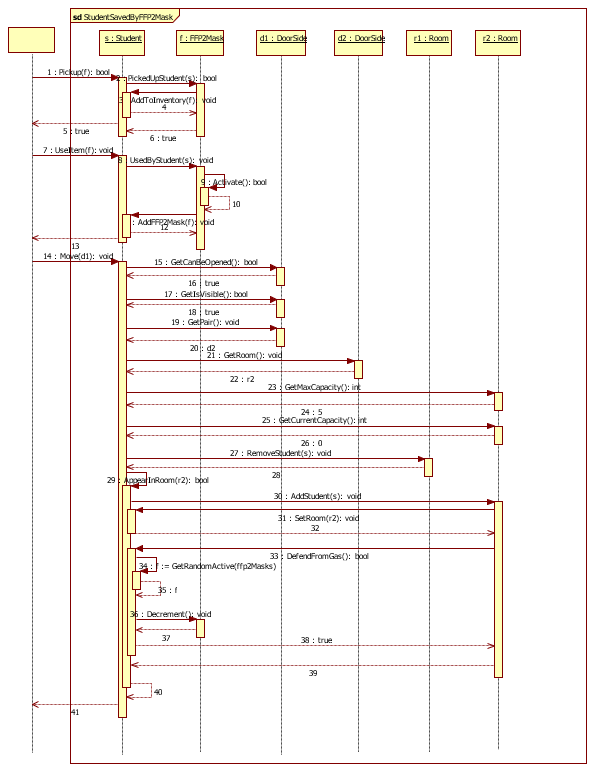 sd StudentSavedByFFP2Mask
s : Student
f : FFP2Mask
d1 : DoorSide
d2 : DoorSide
r1 : Room
r2 : Room
1 : Pickup(f): bool
2 : PickedUpStudent(s): bool
3 : AddToInventory(f): void
4
5 : true
6 : true
7 : UseItem(f): void
8 : UsedByStudent(s): void
9 : Activate(): bool
10
: AddFFP2Mask(f): void
12
13
14 : Move(d1): void
15 : GetCanBeOpened(): bool
16 : true
17 : GetIsVisible(): bool
18 : true
19 : GetPair(): void
20 : d2
21 : GetRoom(): void
22 : r2
23 : GetMaxCapacity(): int
24 : 5
25 : GetCurrentCapacity(): int
26 : 0
27 : RemoveStudent(s): void
28
29 : AppearInRoom(r2): bool
30 : AddStudent(s): void
31 : SetRoom(r2): void
32
33 : DefendFromGas(): bool
34 : f := GetRandomActive(ffp2Masks)
35 : f
36 : Decrement(): void
37
38 : true
39
40
41